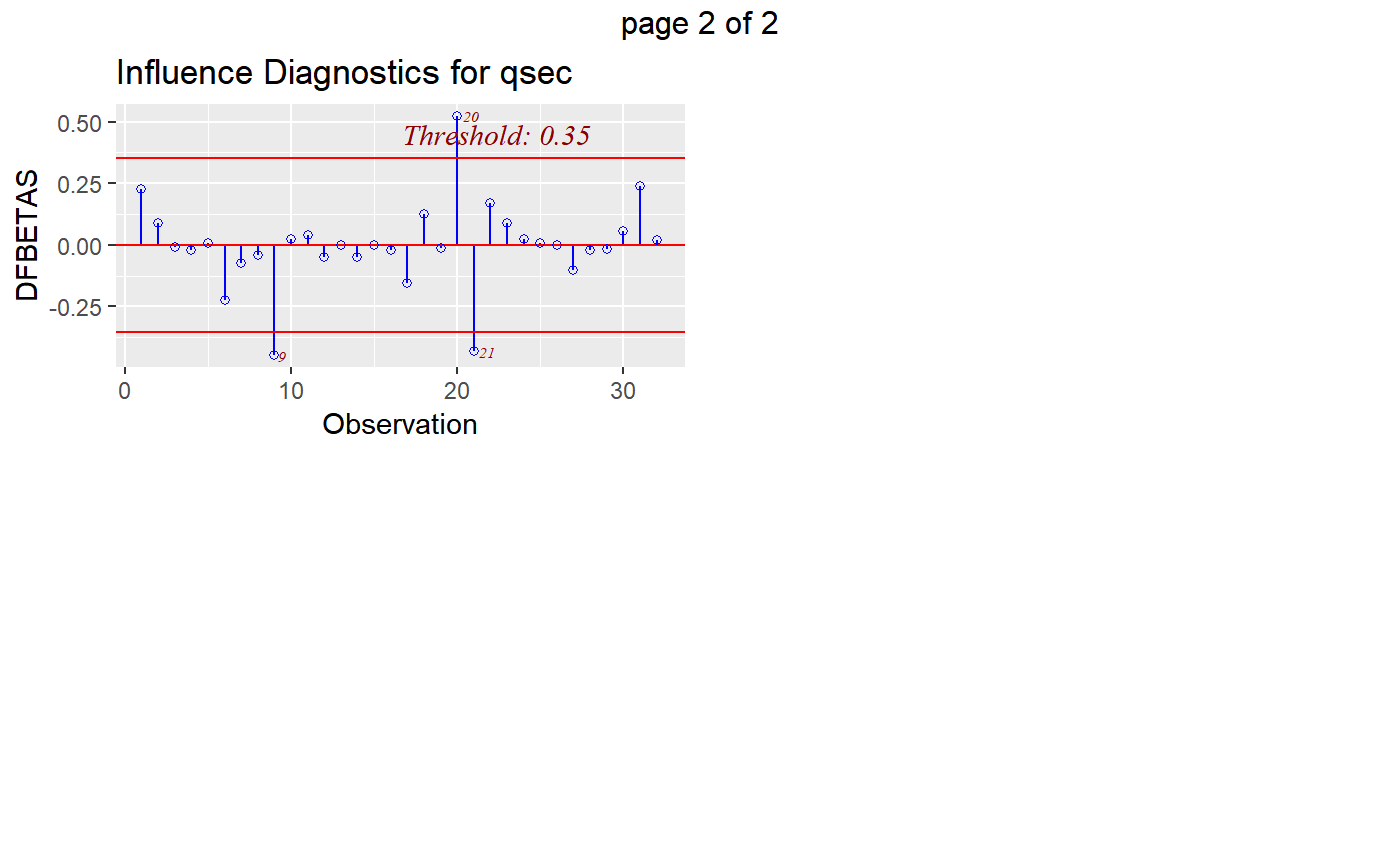 page 2 of 2
Influence Diagnostics for qsec
0.50
20
Threshold: 0.35
0.25
0.00
-0.25
9
21
0 10 20 30
Observation
DFBETAS